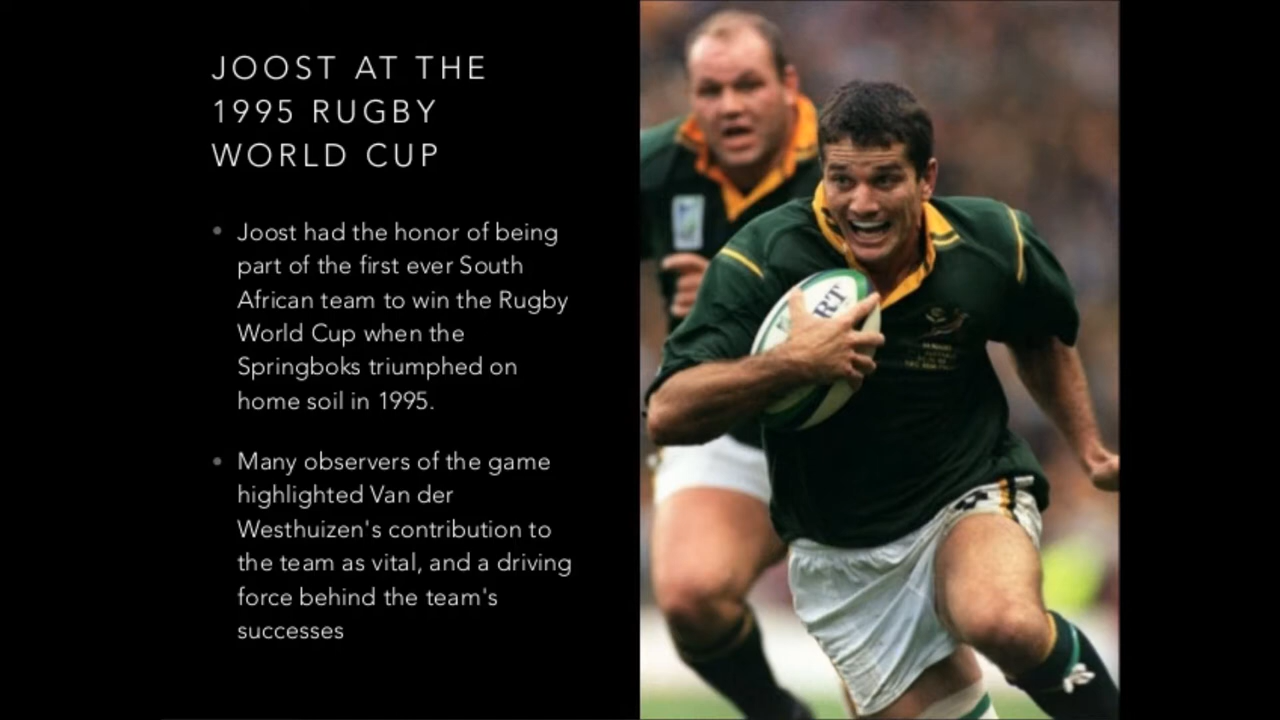 JOOST AT THE
1995 RUGBY
WORLD CUP
• Joost had the honor of being
part of the first ever South
African team to win the Rugby
World Cup when the
Springboks triumphed on
home soil in 1995.
• Many observers of the game
highlighted Van der
Westhuizen's contribution to
the team as vital, and a driving
force behind the team's
successes
RT